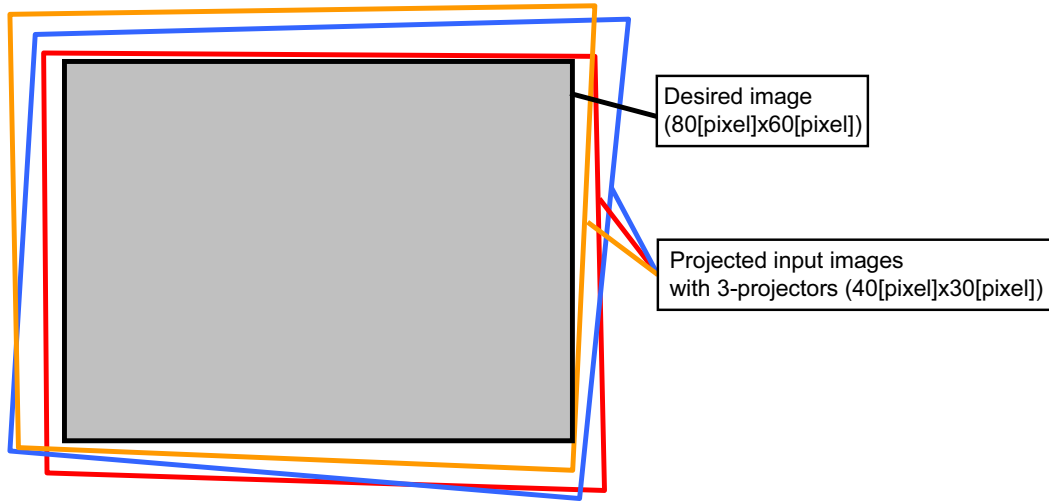 Desired image
(80[pixel]x60[pixel])
Projected input images
with 3-projectors (40[pixel]x30[pixel])